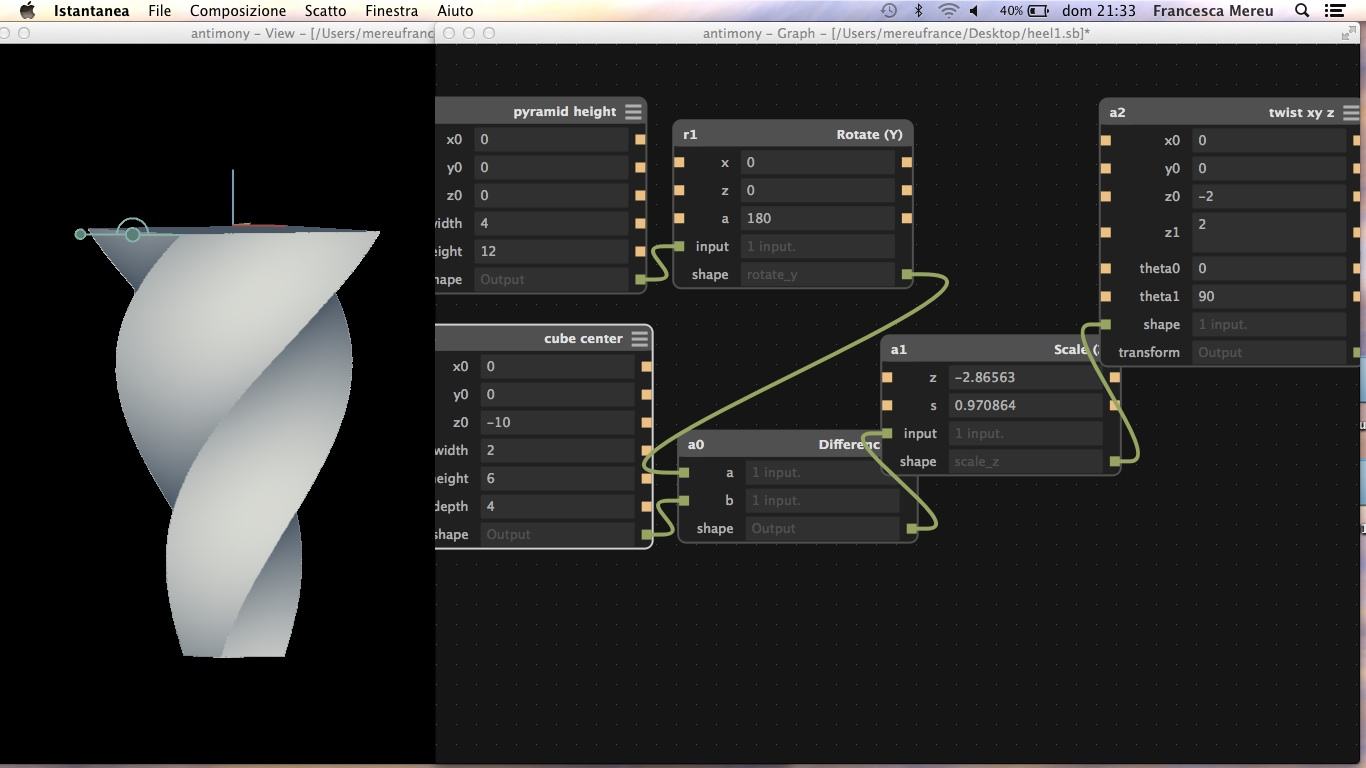 Istantanea File Composizione Scatto Finestra Aiuto 40% dom 21:33 Francesca Mereu
antimony – View – [/Users/mereufranc
antimony – Graph – [/Users/mereufrance/Desktop/heel1.sb]*
pyramid height
x0 0
y0 0
z0 0
vidth 4
eight 12
hape Output
r1 Rotate (Y)
x 0
z 0
a 180
input 1 input.
shape rotate_y
a2 twist xy z
x0 0
y0 0
z0 −2
z1 2
theta0 0
theta1 90
shape 1 input.
transform Output
cube center
x0 0
y0 0
z0 −10
width 2
eight 6
depth 4
shape Output
a0 Differenc
a 1 input.
b 1 input.
shape Output
a1 Scale (
z −2.86563
s 0.970864
input 1 input.
shape scale_z